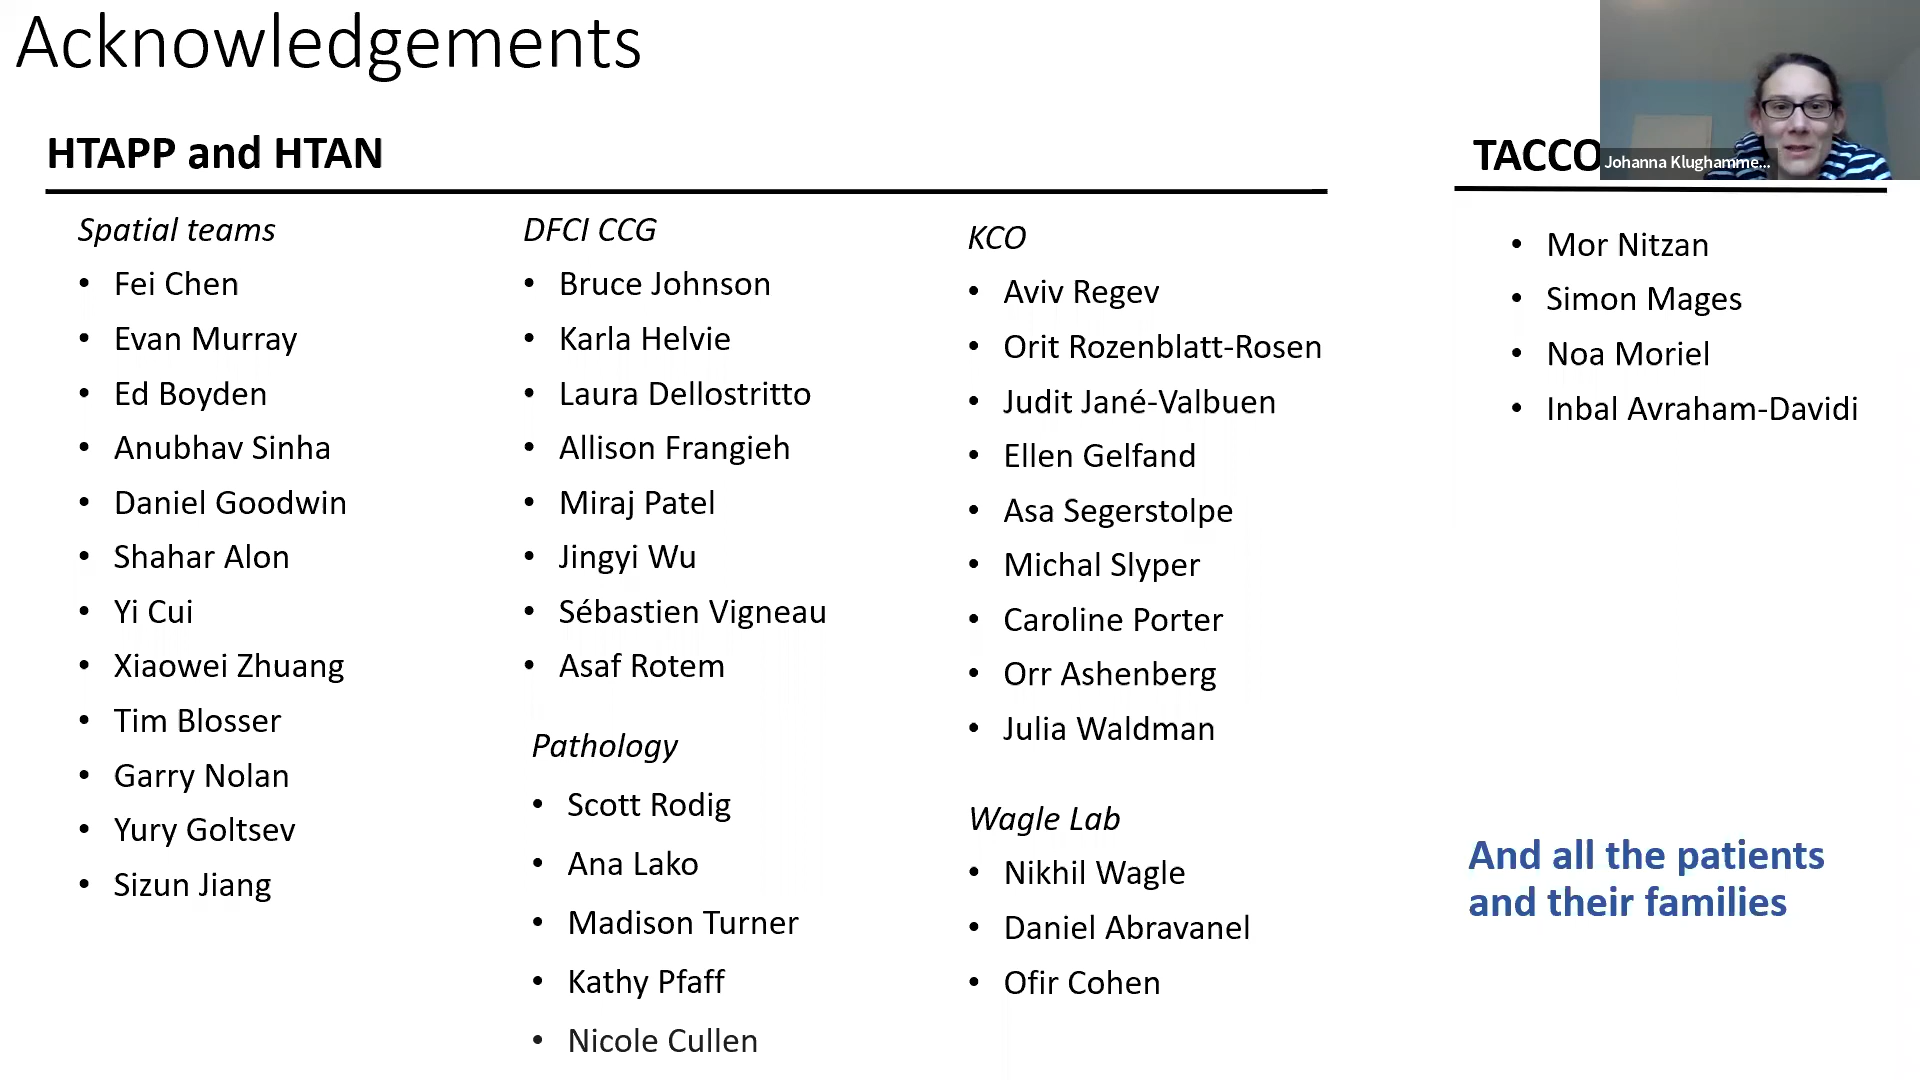 Acknowledgements
HTAPP and HTAN
Spatial teams
• Fei Chen
• Evan Murray
• Ed Boyden
• Anubhav Sinha
• Daniel Goodwin
• Shahar Alon
• Yi Cui
• Xiaowei Zhuang
• Tim Blosser
• Garry Nolan
• Yury Goltsev
• Sizun Jiang
DFCI CCG
• Bruce Johnson
• Karla Helvie
• Laura Dellostritto
• Allison Frangieh
• Miraj Patel
• Jingyi Wu
• Sébastien Vigneau
• Asaf Rotem
Pathology
• Scott Rodig
• Ana Lako
• Madison Turner
• Kathy Pfaff
• Nicole Cullen
KCO
• Aviv Regev
• Orit Rozenblatt-Rosen
• Judit Jané-Valbuen
• Ellen Gelfand
• Asa Segerstolpe
• Michal Slyper
• Caroline Porter
• Orr Ashenberg
• Julia Waldman
Wagle Lab
• Nikhil Wagle
• Daniel Abravanel
• Ofir Cohen
TACCO
Johanna Klughamme...
• Mor Nitzan
• Simon Mages
• Noa Moriel
• Inbal Avraham-Davidi
And all the patients
and their families